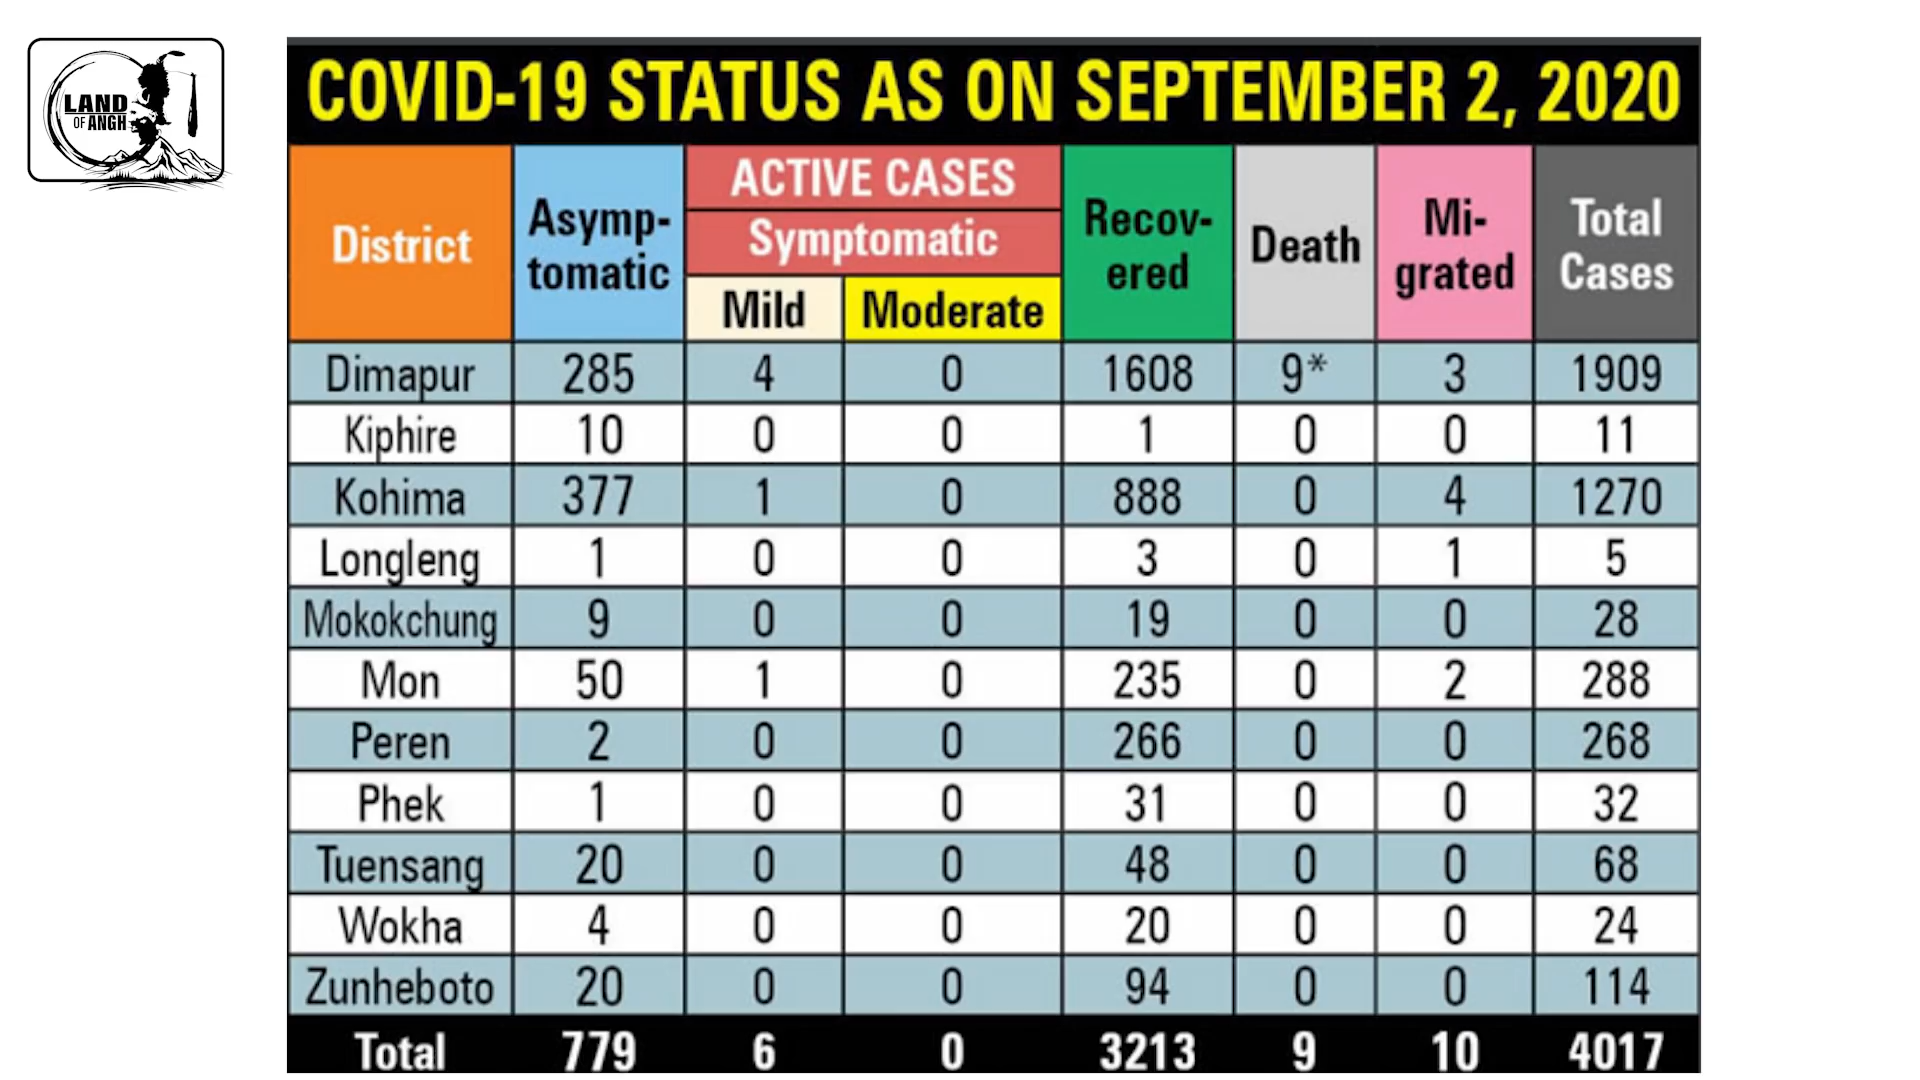 LAND
OF ANGH
COVID-19 STATUS AS ON SEPTEMBER 2, 2020
District Asymp-tomatic ACTIVE CASES Symptomatic Mild Moderate Recov-ered Death Mi-grated Total Cases
Dimapur 285 4 0 1608 9* 3 1909
Kiphire 10 0 0 1 0 0 11
Kohima 377 1 0 888 0 4 1270
Longleng 1 0 0 3 0 1 5
Mokokchung 9 0 0 19 0 0 28
Mon 50 1 0 235 0 2 288
Peren 2 0 0 266 0 0 268
Phek 1 0 0 31 0 0 32
Tuensang 20 0 0 48 0 0 68
Wokha 4 0 0 20 0 0 24
Zunheboto 20 0 0 94 0 0 114
Total 779 6 0 3213 9 10 4017